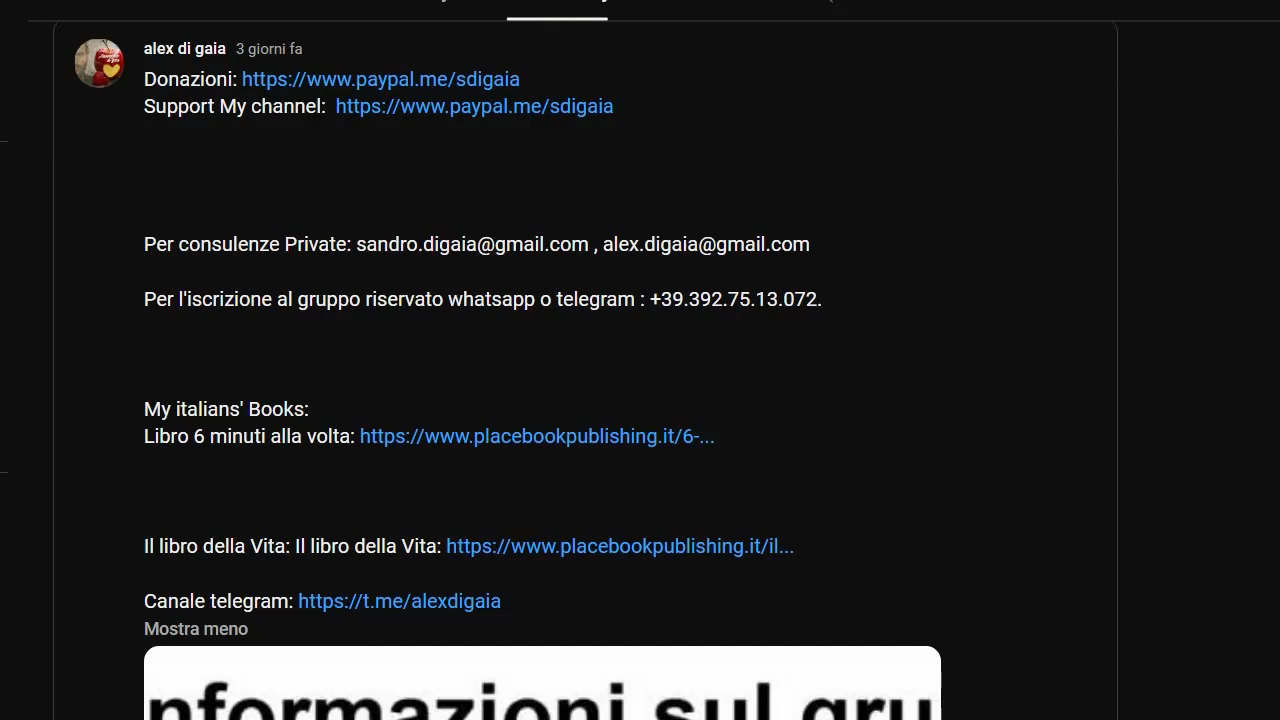 alex di gaia 3 giorni fa
Donazioni: https://www.paypal.me/sdigaia
Support My channel: https://www.paypal.me/sdigaia
Per consulenze Private: sandro.digaia@gmail.com , alex.digaia@gmail.com
Per l'iscrizione al gruppo riservato whatsapp o telegram : +39.392.75.13.072.
My italians' Books:
Libro 6 minuti alla volta: https://www.placebookpublishing.it/6-...
Il libro della Vita: Il libro della Vita: https://www.placebookpublishing.it/il...
Canale telegram: https://t.me/alexdigaia
Mostra meno
nformazioni sul gru